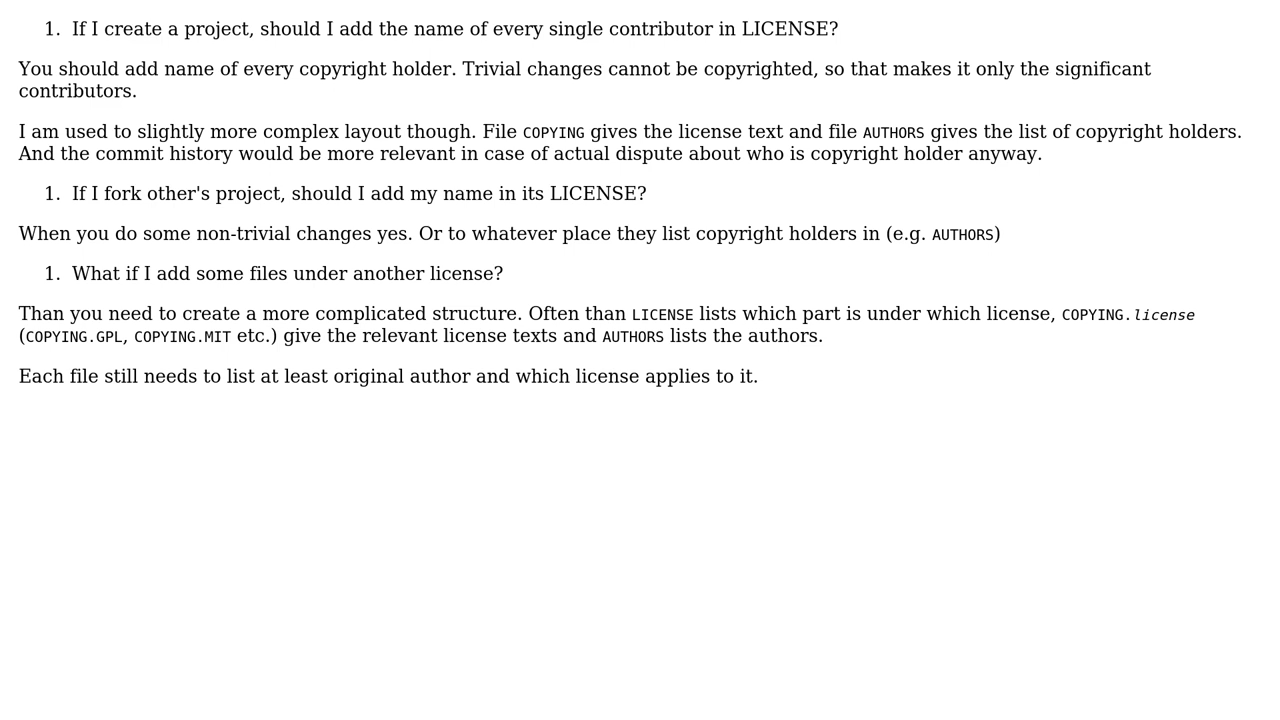 1. If I create a project, should I add the name of every single contributor in LICENSE?
You should add name of every copyright holder. Trivial changes cannot be copyrighted, so that makes it only the significant
contributors.
I am used to slightly more complex layout though. File COPYING gives the license text and file AUTHORS gives the list of copyright holders.
And the commit history would be more relevant in case of actual dispute about who is copyright holder anyway.
1. If I fork other's project, should I add my name in its LICENSE?
When you do some non-trivial changes yes. Or to whatever place they list copyright holders in (e.g. AUTHORS)
1. What if I add some files under another license?
Than you need to create a more complicated structure. Often than LICENSE lists which part is under which license, COPYING.license
(COPYING.GPL, COPYING.MIT etc.) give the relevant license texts and AUTHORS lists the authors.
Each file still needs to list at least original author and which license applies to it.